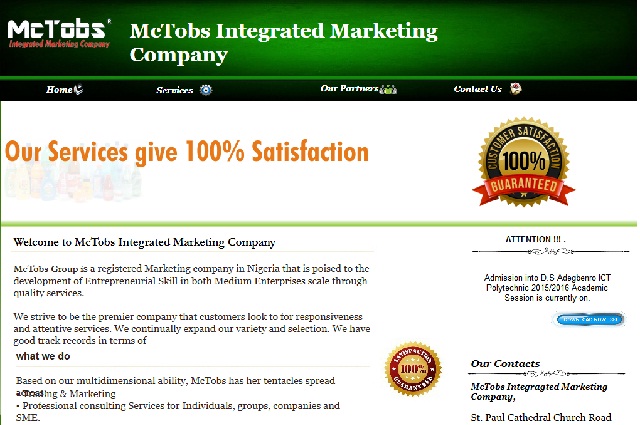 McTobs
Integrated Marketing Company
McTobs Integrated Marketing
Company
Home
Services
Our Partners
Contact Us
Our Services give 100% Satisfaction
CUSTOMER SATISFACTION
100%
GUARANTEED
Welcome to McTobs Integrated Marketing Company
McTobs Group is a registered Marketing company in Nigeria that is poised to the
development of Entrepreneurial Skill in both Medium Enterprises scale through
quality services.
We strive to be the premier company that customers look to for responsiveness
and attentive services. We continually expand our variety and selection. We have
good track records in terms of
what we do
Based on our multidimensional ability, McTobs has her tentacles spread
across
• Trading & Marketing
• Professional consulting Services for Individuals, groups, companies and
SME.
SATISFACTION
100%
GUARANTEED
ATTENTION !!! .
Admission into D.S Adegbenro ICT
Polytechnic 2015/2016 Academic
Session is currently on.
Our Contacts
McTobs Integragted Marketing
Company,
St. Paul Cathedral Church Road